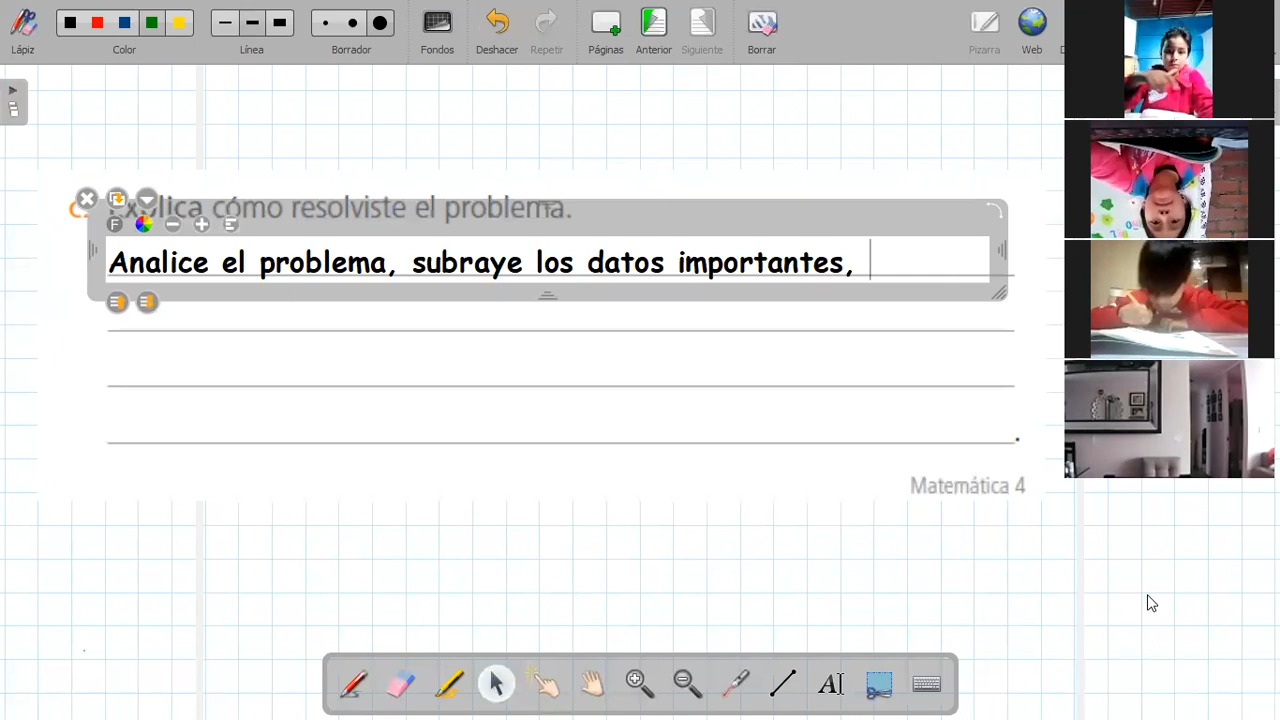 Lápiz
Color
Línea
Borrador
Fondos
Deshacer
Repetir
Páginas
Anterior
Siguiente
Borrar
Pizarra
Web
Explica cómo resolviste el problema.
F
Analice el problema, subraye los datos importantes,
Matemática 4
AI